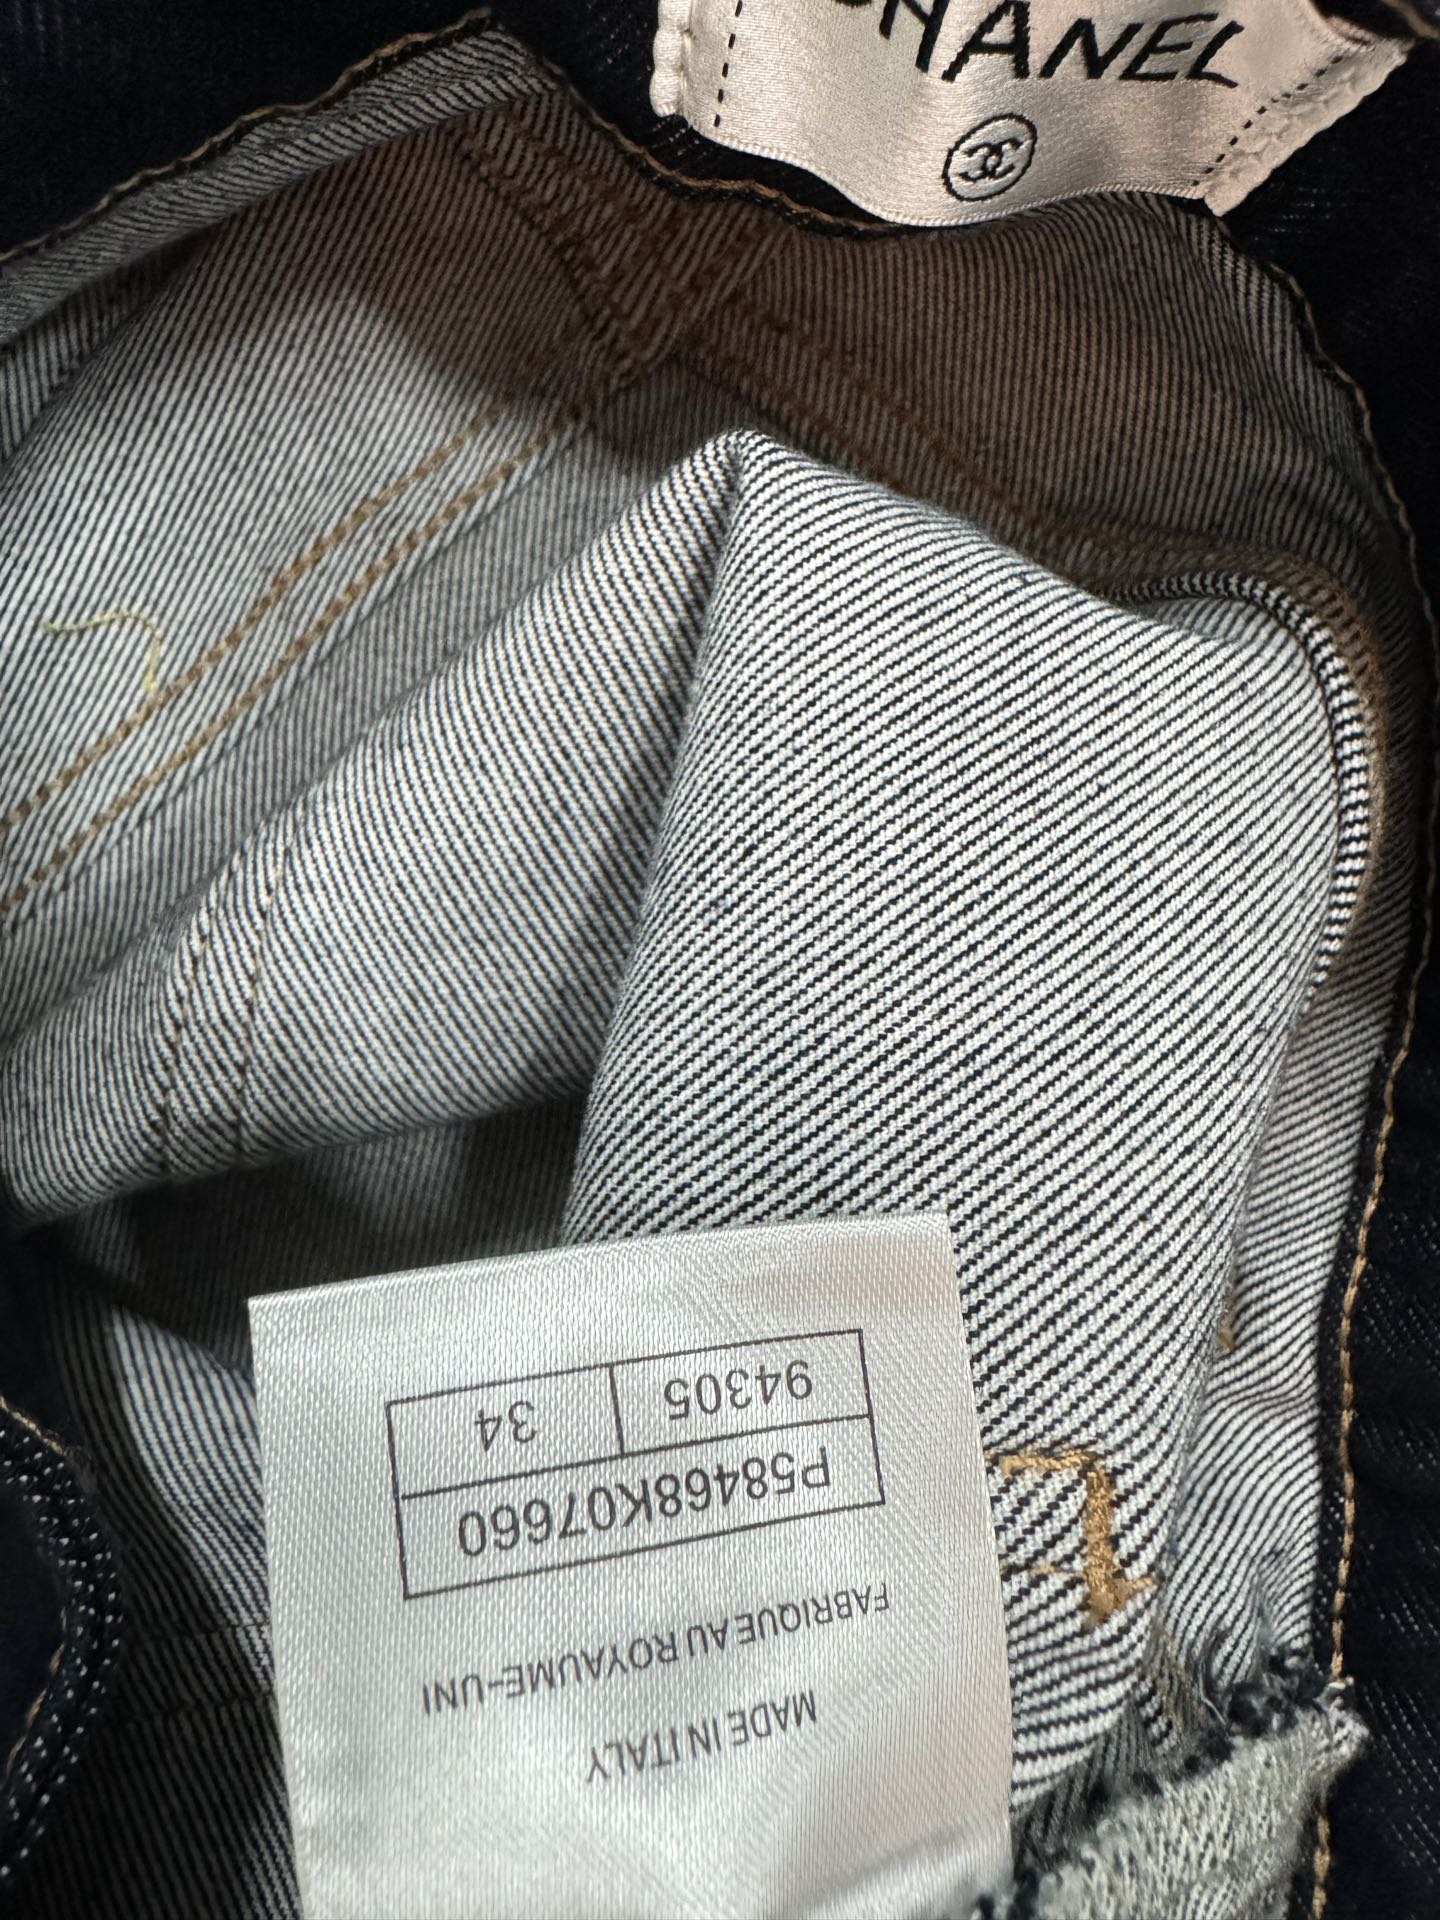 CHANEL
94305 34
P58468K07660
FABRIQUE AU ROYAUME-UNI
MADE IN ITALY